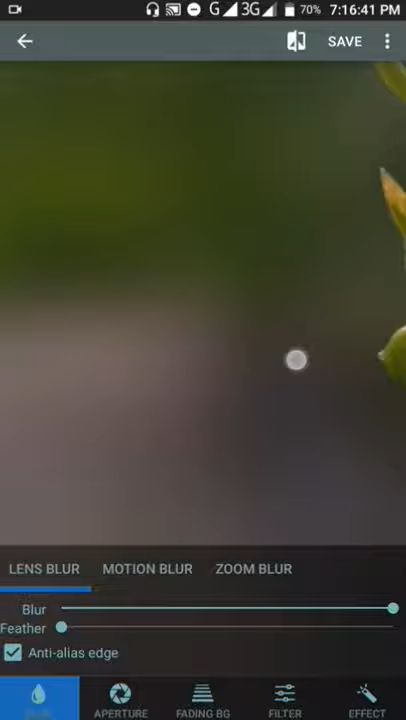 G 3G 70% 7:16:41 PM
SAVE
LENS BLUR MOTION BLUR ZOOM BLUR
Blur
Feather
Anti-alias edge
APERTURE FADING BG FILTER EFFECT